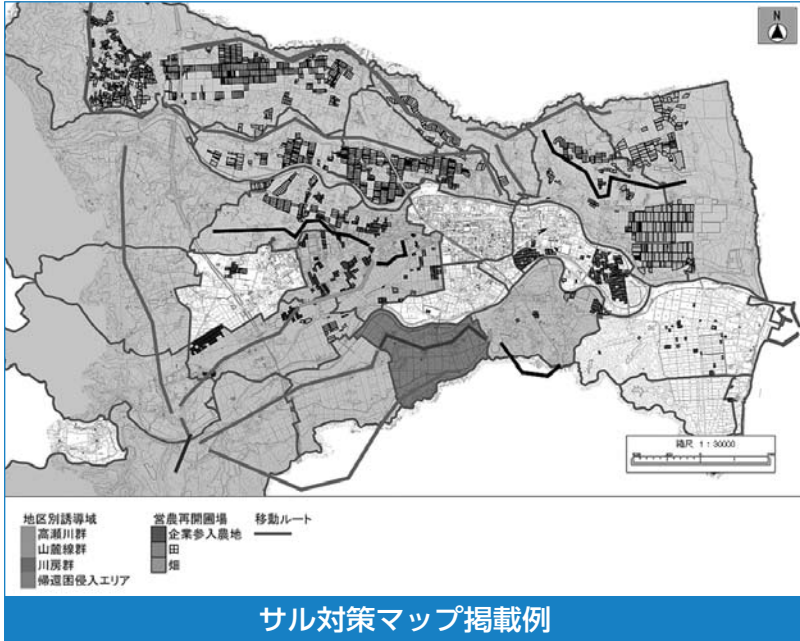 N
縮尺 1:30000
地区別誘導域
高瀬川群
山麓線群
川房群
帰還困侵入エリア
営農再開圃場
企業参入農地
田
畑
移動ルート
サル対策マップ掲載例